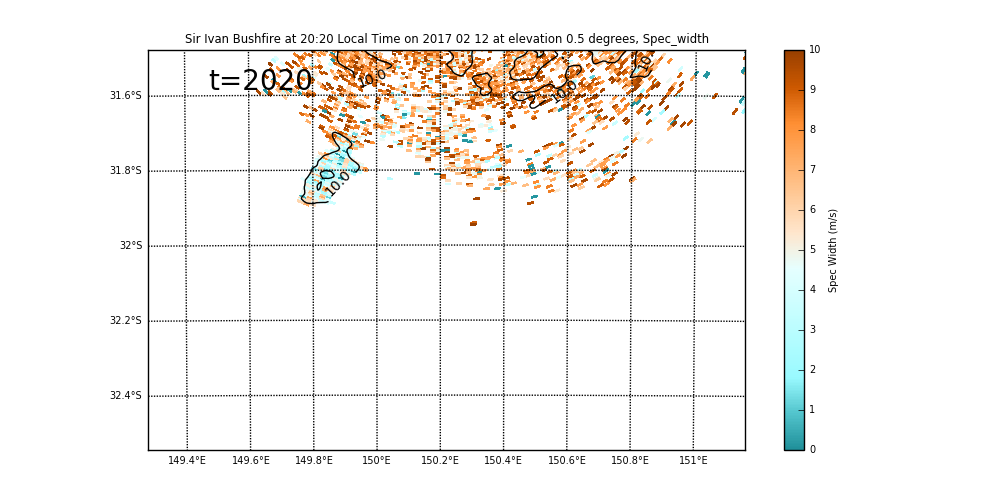 Sir Ivan Bushfire at 20:20 Local Time on 2017 02 12 at elevation 0.5 degrees, Spec_width
t=2020
10.0
10.0
10
10.0
31.6°S
31.8°S
32°S
32.2°S
32.4°S
149.4°E 149.6°E 149.8°E 150°E 150.2°E 150.4°E 150.6°E 150.8°E 151°E
10
9
8
7
6
5
4
3
2
1
0
Spec Width (m/s)